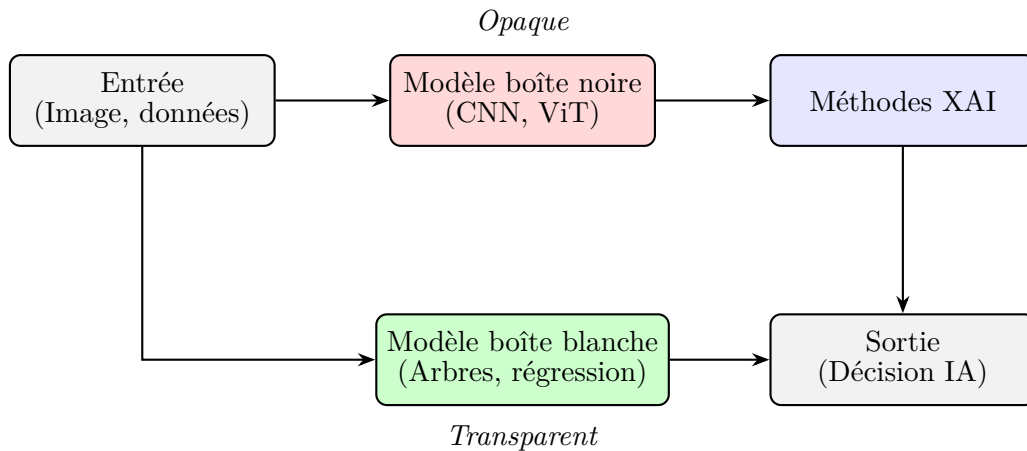 Opaque
Entrée
(Image, données)
Modèle boîte noire
(CNN, ViT)
Méthodes XAI
Modèle boîte blanche
(Arbres, régression)
Sortie
(Décision IA)
Transparent